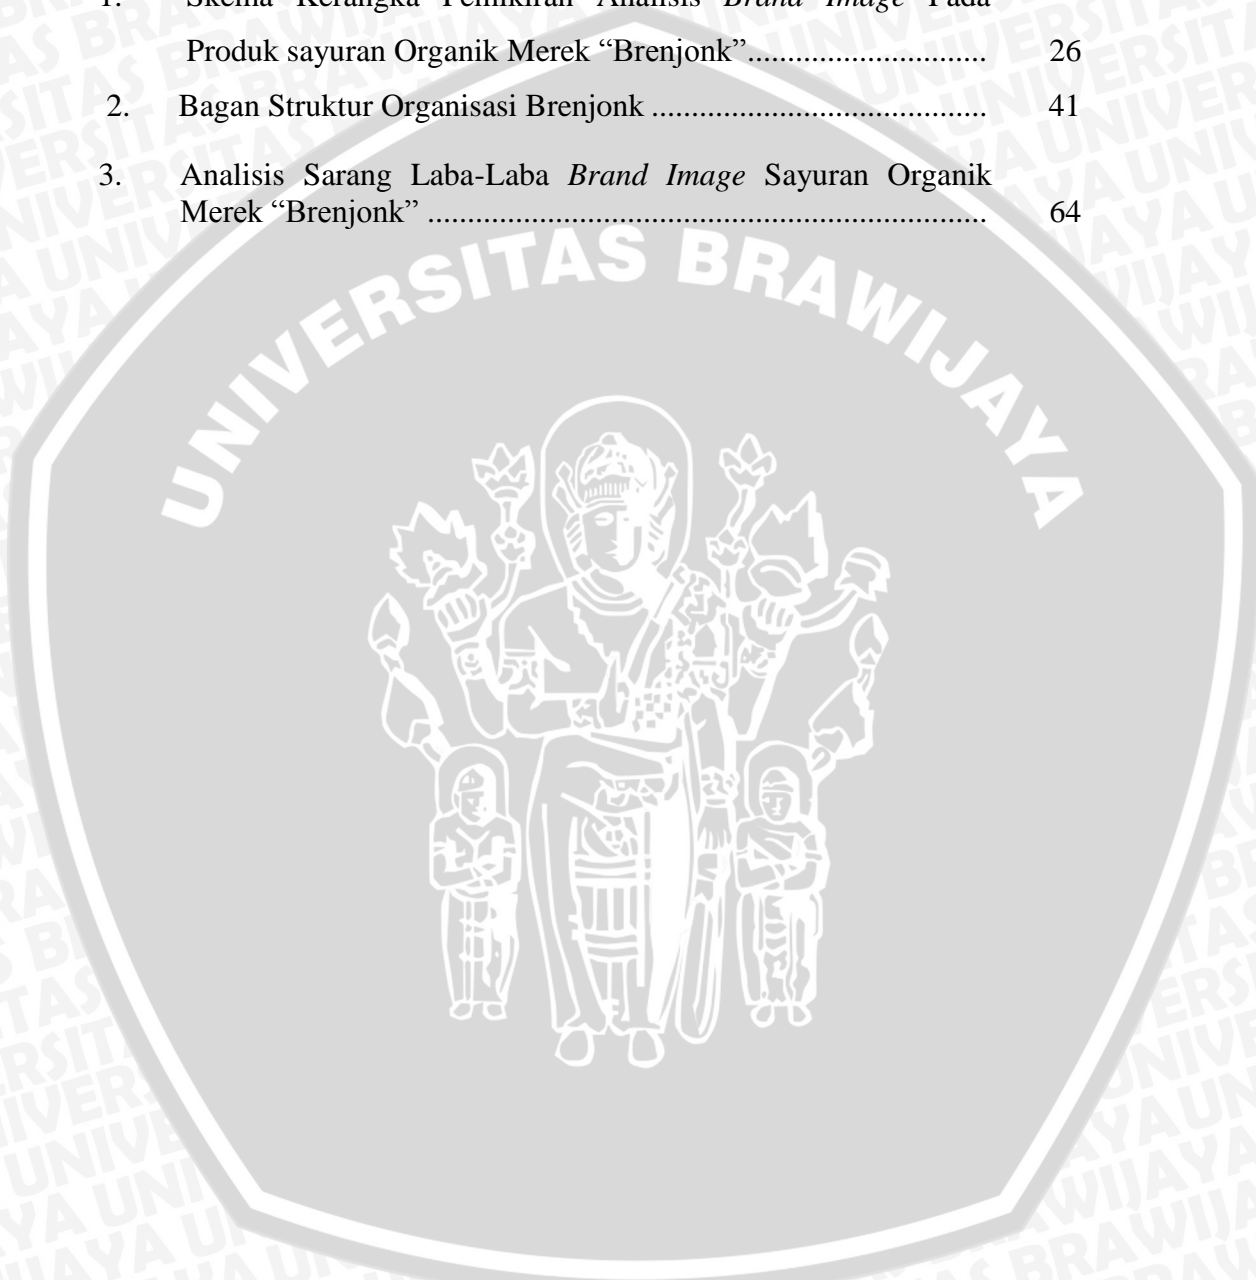 1. Skema Kerangka Pemikiran Analisis Brand Image Pada
Produk sayuran Organik Merek “Brenjonk”.............................. 26
2. Bagan Struktur Organisasi Brenjonk .......................................... 41
3. Analisis Sarang Laba-Laba Brand Image Sayuran Organik
Merek “Brenjonk” ...................................................................... 64
UNIVERSITAS BRAWIJAYA